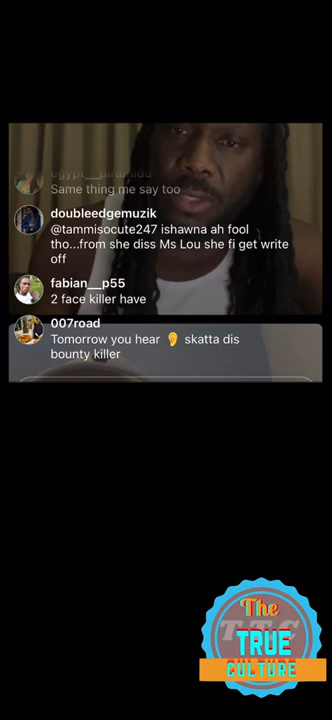 egypt__piramidd
Same thing me say too
doubleedgemuzik
@tammisocute247 ishawna ah fool
tho...from she diss Ms Lou she fi get write
off
fabian__p55
2 face killer have
007road
Tomorrow you hear 👂 skatta dis
bounty killer
The
T.T.C
TRUE
CULTURE